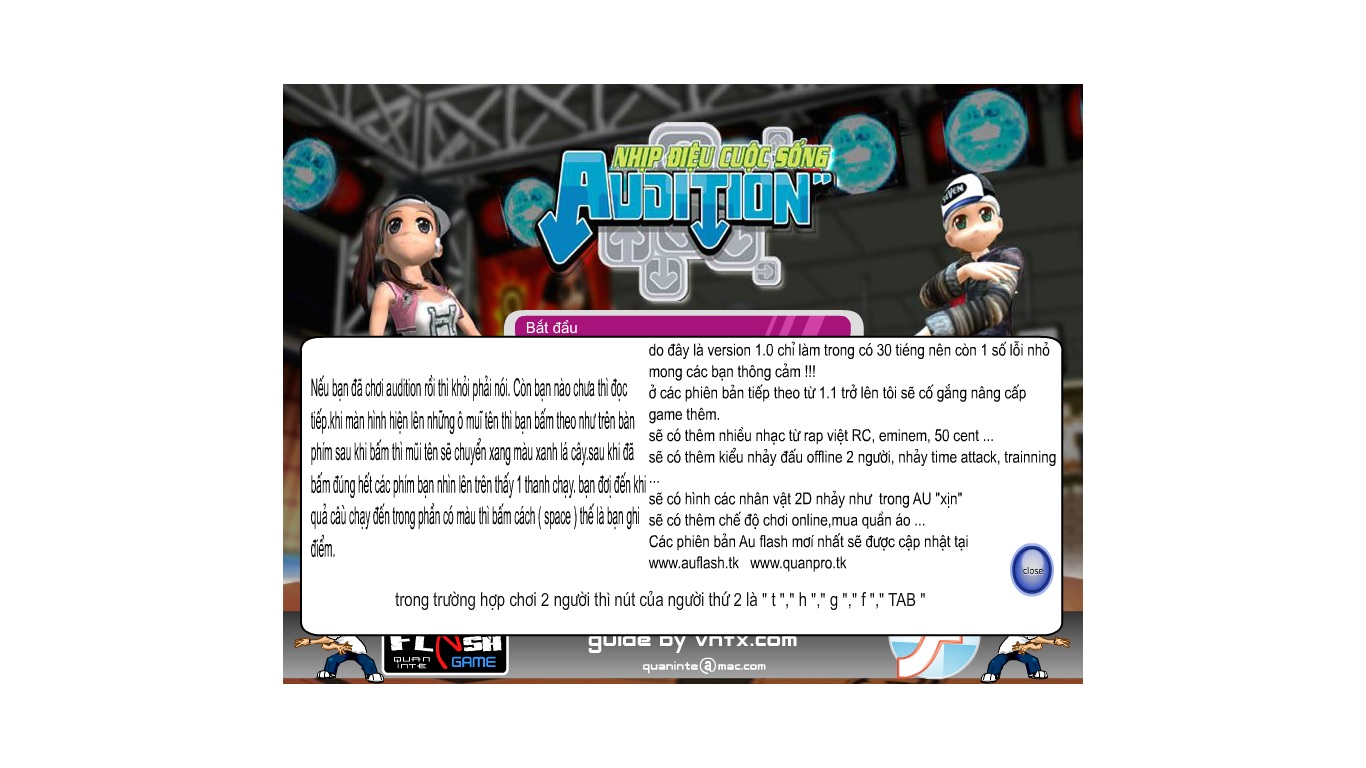 NHỊP ĐIỆU CUỘC SỐNG
AUDITION
SEVEN
H
Bắt đầu
Nếu bạn đã chơi audition rồi thì khỏi phải nói. Còn bạn nào chưa thì đọc
tiếp.khi màn hình hiện lên những ô muĩ tên thì bạn bấm theo như trên bàn
phím sau khi bấm thì mũi tên sẽ chuyển xang màu xanh lá cây.sau khi đã
bấm đúng hết các phím bạn nhìn lên trên thấy 1 thanh chạy. bạn đợi đến khi
quả câù chạy đến trong phần có màu thì bấm cách ( space ) thế là bạn ghi
điểm.
do đây là version 1.0 chỉ làm trong có 30 tiéng nên còn 1 số lỗi nhỏ
mong các bạn thông cảm !!!
ở các phiên bản tiếp theo từ 1.1 trở lên tôi sẽ cố gắng nâng cấp
game thêm.
sẽ có thêm nhiều nhạc từ rap việt RC, eminem, 50 cent ...
sẽ có thêm kiểu nhảy đấu offline 2 người, nhảy time attack, trainning
...
sẽ có hình các nhân vật 2D nhảy như trong AU "xịn"
sẽ có thêm chế độ chơi online,mua quần áo ...
Các phiên bản Au flash mơí nhất sẽ được cập nhật tại
www.auflash.tk www.quanpro.tk
close
trong trường hợp chơi 2 người thì nút của người thứ 2 là " t "," h "," g "," f "," TAB "
FLASH
QUAN INTE GAME
guide by vnfx.com
quaninte@mac.com